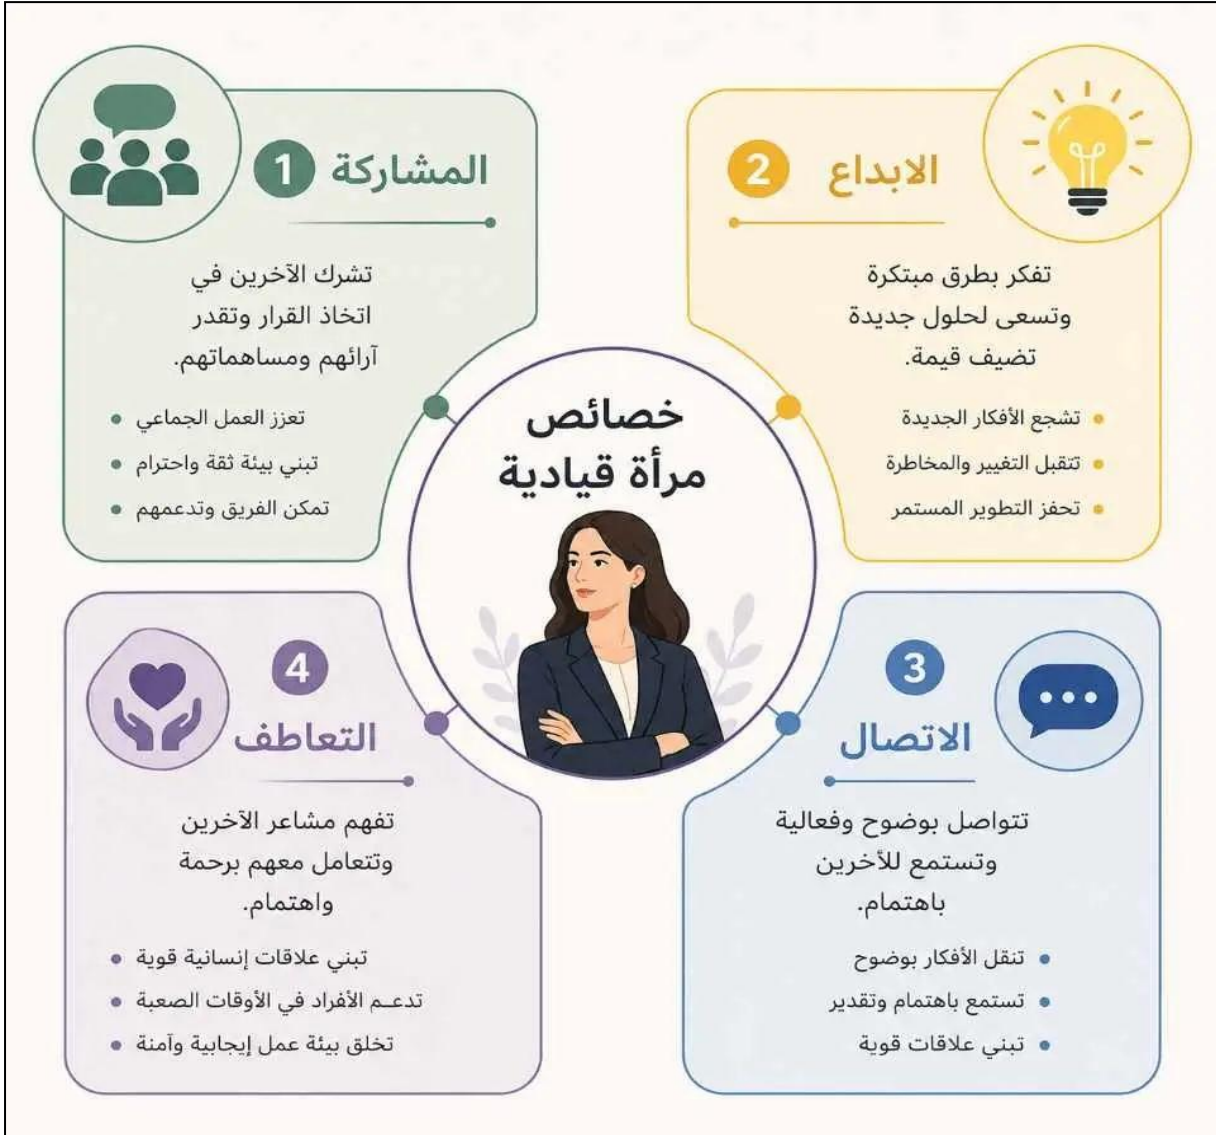 خصائص
مرأة قيادية
1 المشاركة
تشرك الآخرين في
اتخاذ القرار وتقدر
آرائهم ومساهماتهم.
• تعزز العمل الجماعي
• تبني بيئة ثقة واحترام
• تمكن الفريق وتدعمهم
2 الابداع
تفكر بطرق مبتكرة
وتسعى لحلول جديدة
تضيف قيمة.
• تشجع الأفكار الجديدة
• تتقبل التغيير والمخاطرة
• تحفز التطوير المستمر
3
الاتصال
تتواصل بوضوح وفعالية
وتستمع للأخرين
باهتمام.
• تنقل الأفكار بوضوح
• تستمع باهتمام وتقدير
• تبني علاقات قوية
4
التعاطف
تفهم مشاعر الآخرين
وتتعامل معهم برحمة
واهتمام.
• تبني علاقات إنسانية قوية
• تدعـم الأفراد في الأوقات الصعبة
• تخلق بيئة عمل إيجابية وآمنة